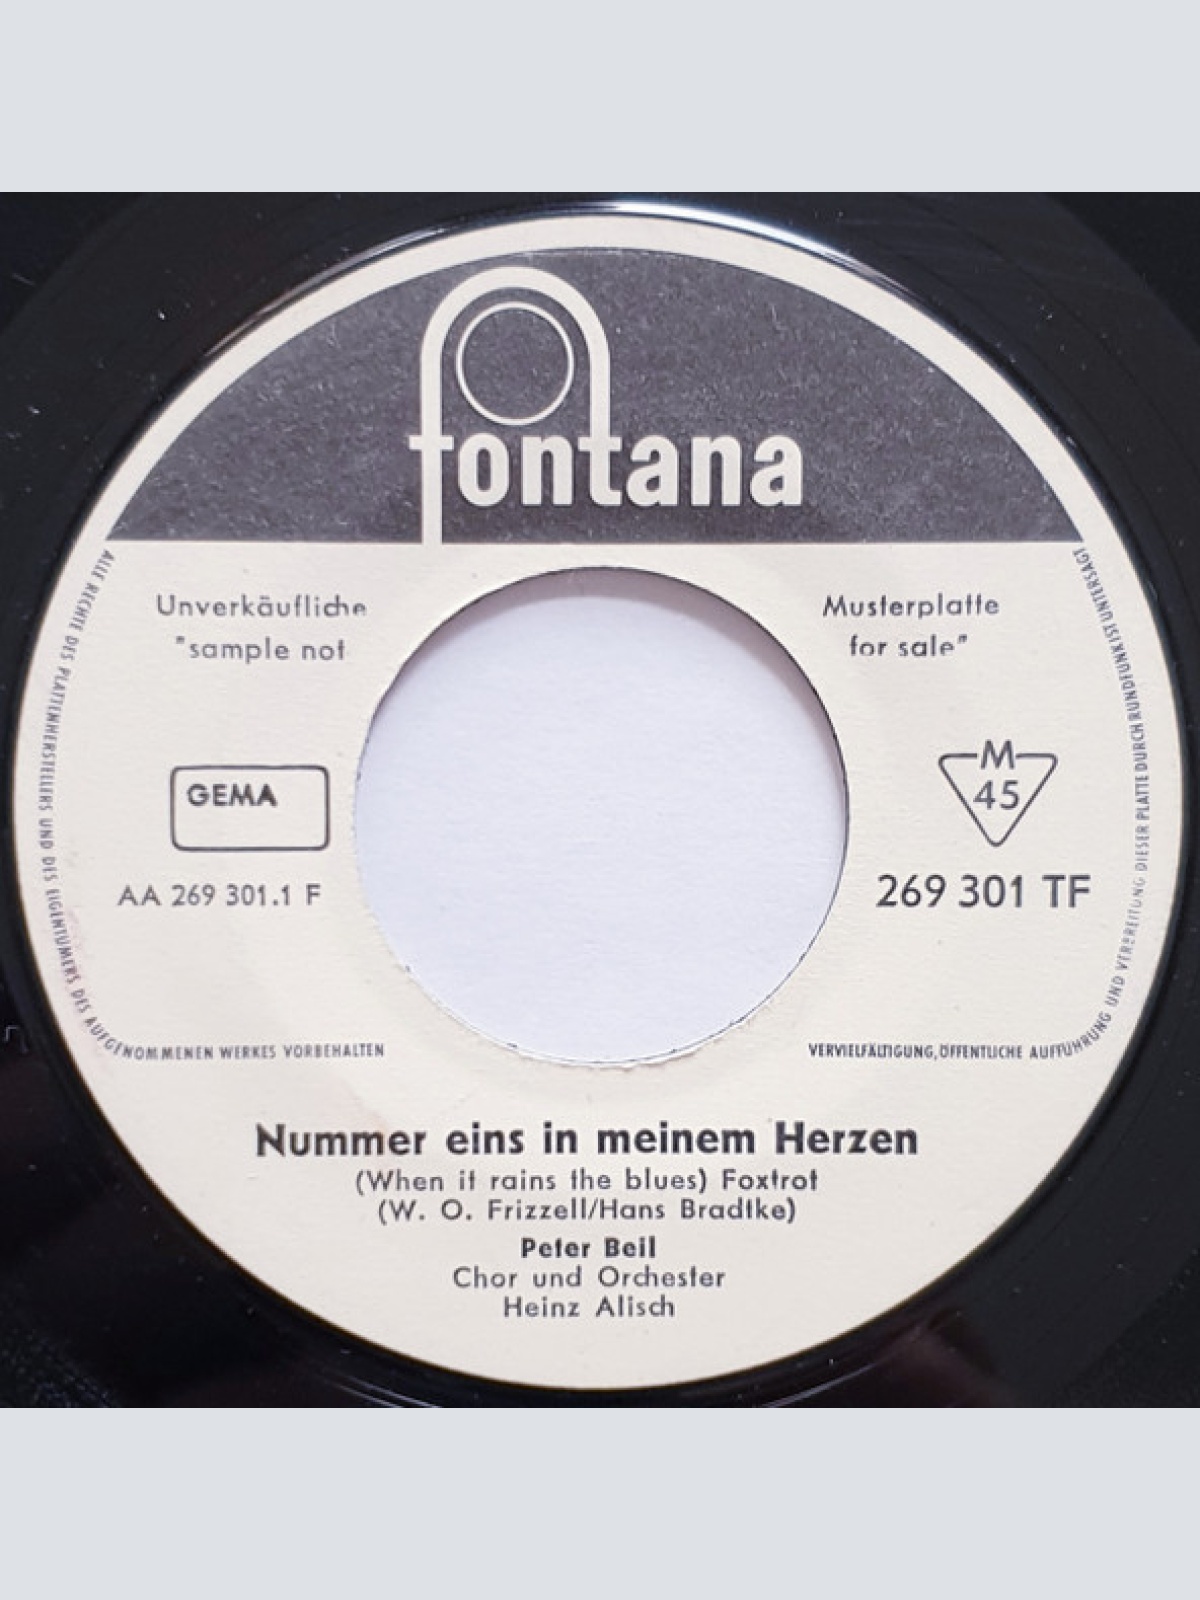 fontana
Unverkäufliche Musterplatte
"sample not for sale"
GEMA
M
45
AA 269 301.1 F
269 301 TF
ALLE RECHTE DES PLATTENHERSTELLERS UND DES EIGENTÜMERS DES AUFGENOMMENEN WERKES VORBEHALTEN
VERVIELFÄLTIGUNG, ÖFFENTLICHE AUFFÜHRUNG UND VERBREITUNG DIESER PLATTE DURCH RUNDFUNK IST UNTERSAGT
Nummer eins in meinem Herzen
(When it rains the blues) Foxtrot
(W. O. Frizzell/Hans Bradtke)
Peter Beil
Chor und Orchester
Heinz Alisch